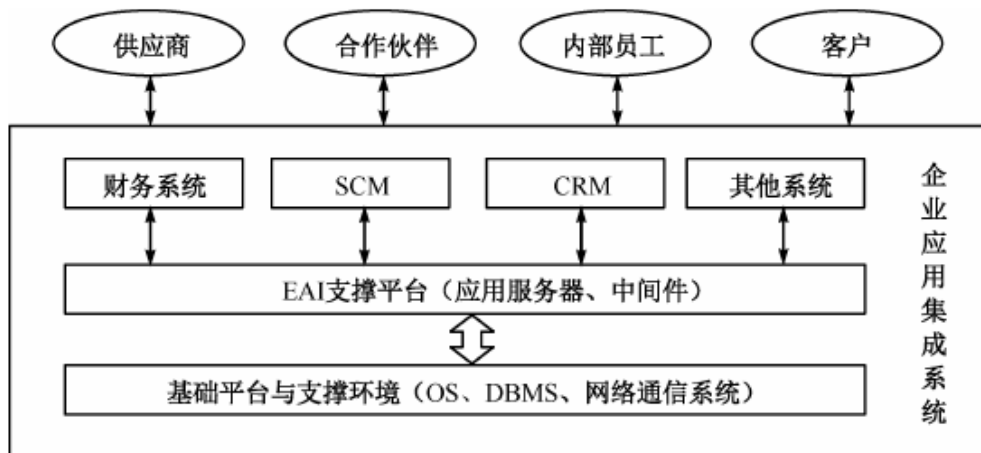 供应商
合作伙伴
内部员工
客户
财务系统
SCM
CRM
其他系统
EAI支撑平台（应用服务器、中间件）
基础平台与支撑环境（OS、DBMS、网络通信系统）
企业应用集成系统